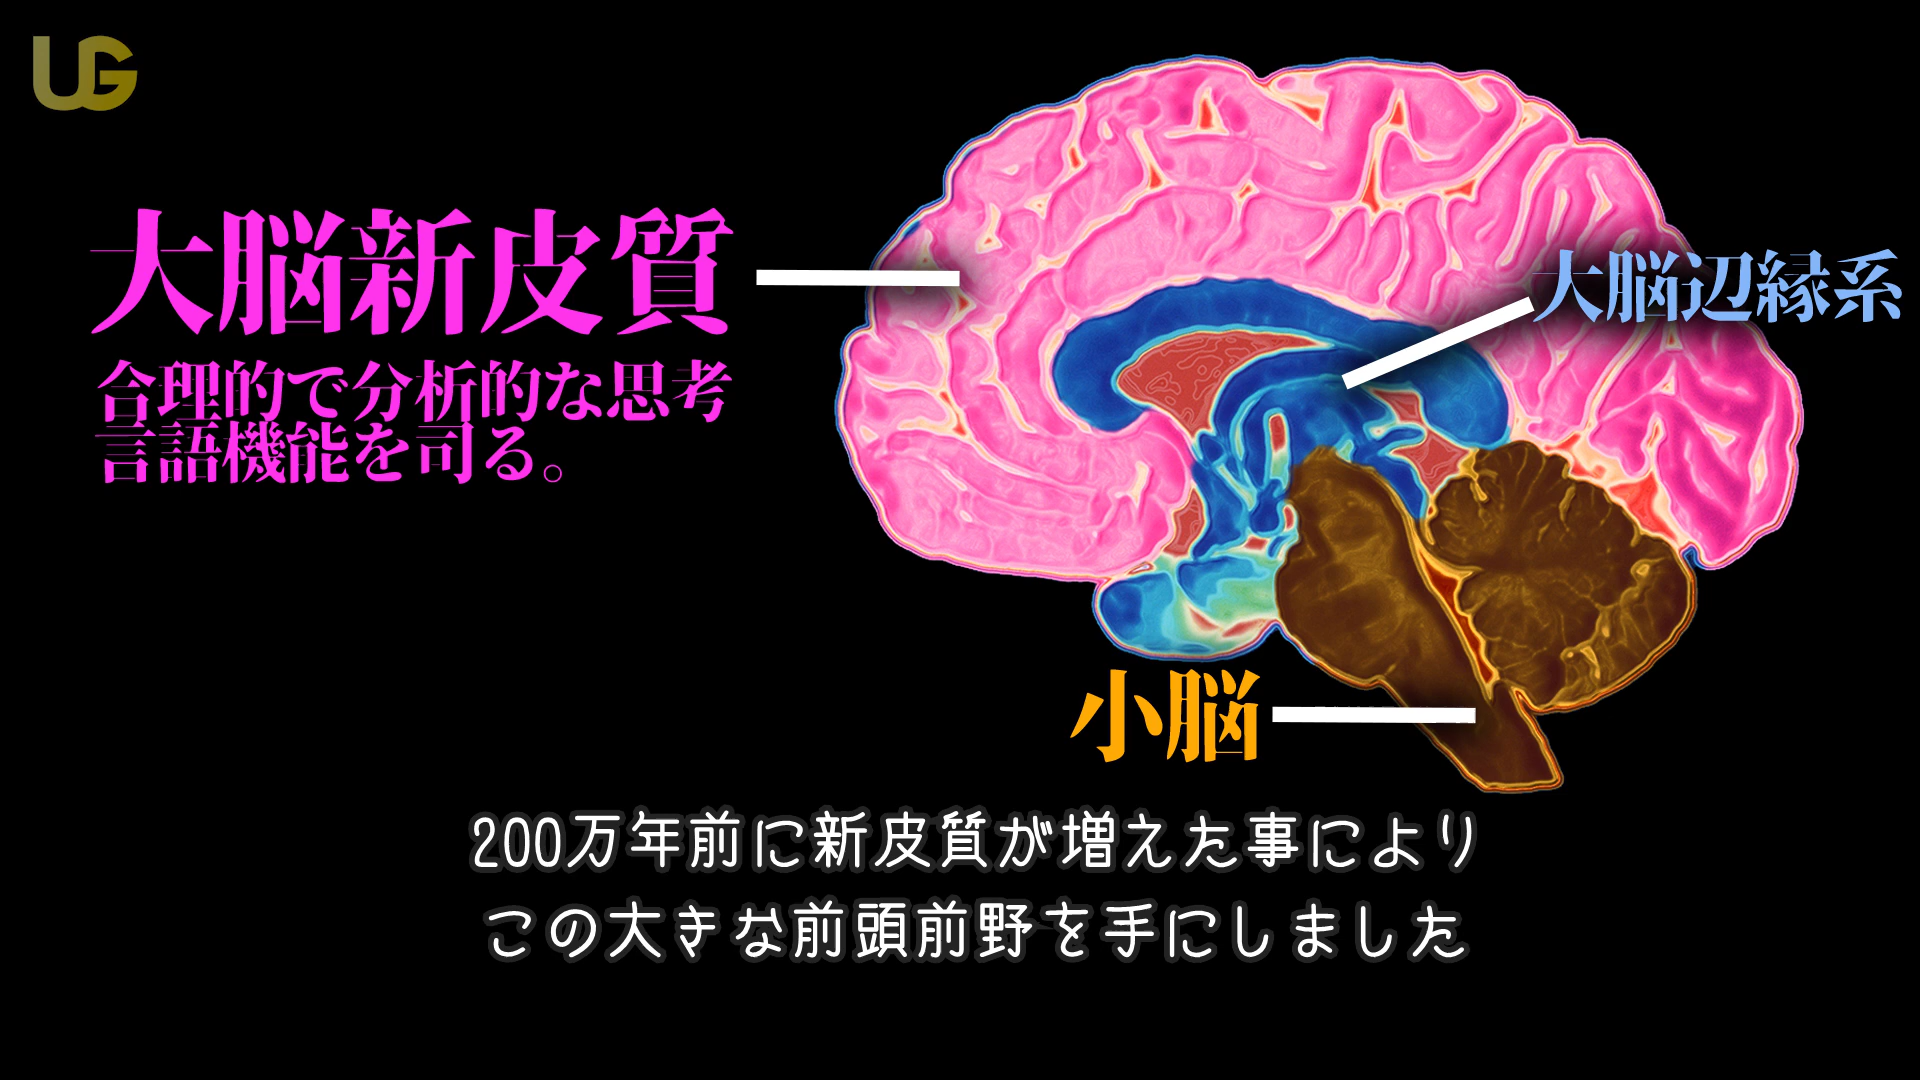 UG
大脳新皮質
合理的で分析的な思考
言語機能を司る。
大脳辺縁系
小脳
200万年前に新皮質が増えた事により
この大きな前頭前野を手にしました